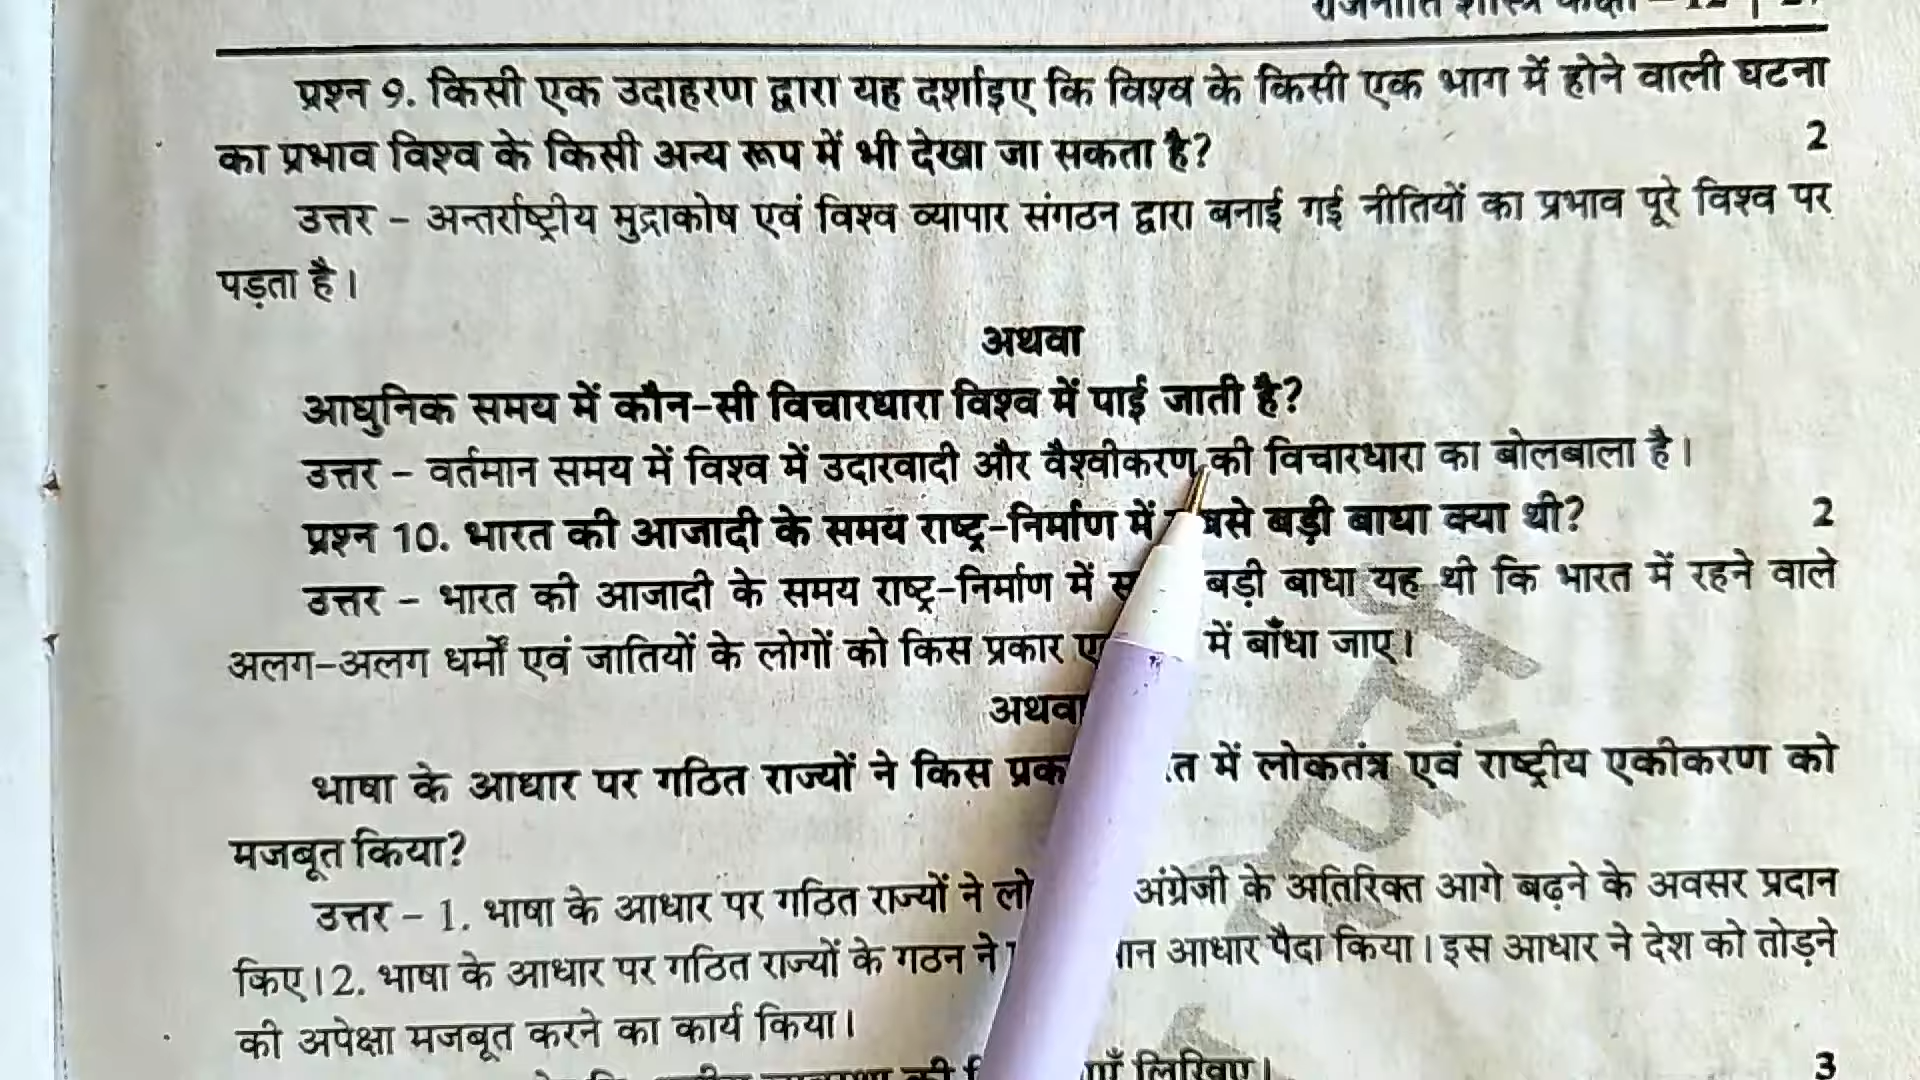 राजनीति शास्त्र कक्षा - 12 |
प्रश्न 9. किसी एक उदाहरण द्वारा यह दर्शाइए कि विश्व के किसी एक भाग में होने वाली घटना
का प्रभाव विश्व के किसी अन्य रूप में भी देखा जा सकता है? 2
उत्तर - अन्तर्राष्ट्रीय मुद्राकोष एवं विश्व व्यापार संगठन द्वारा बनाई गई नीतियों का प्रभाव पूरे विश्व पर
पड़ता है।
अथवा
आधुनिक समय में कौन-सी विचारधारा विश्व में पाई जाती है?
उत्तर - वर्तमान समय में विश्व में उदारवादी और वैश्वीकरण की विचारधारा का बोलबाला है।
प्रश्न 10. भारत की आजादी के समय राष्ट्र-निर्माण में बड़ी बाधा क्या थी? 2
उत्तर - भारत की आजादी के समय राष्ट्र-निर्माण में बड़ी बाधा यह थी कि भारत में रहने वाले
अलग-अलग धर्मों एवं जातियों के लोगों को किस प्रकार में बाँधा जाए।
अथवा
भाषा के आधार पर गठित राज्यों ने किस में लोकतंत्र एवं राष्ट्रीय एकीकरण को
मजबूत किया?
उत्तर - 1. भाषा के आधार पर गठित राज्यों ने अंग्रेजी के अतिरिक्त आगे बढ़ने के अवसर प्रदान
किए। 2. भाषा के आधार पर गठित राज्यों के गठन ने आधार पैदा किया। इस आधार ने देश को तोड़ने
की अपेक्षा मजबूत करने का कार्य किया।
की लिखिए। 3